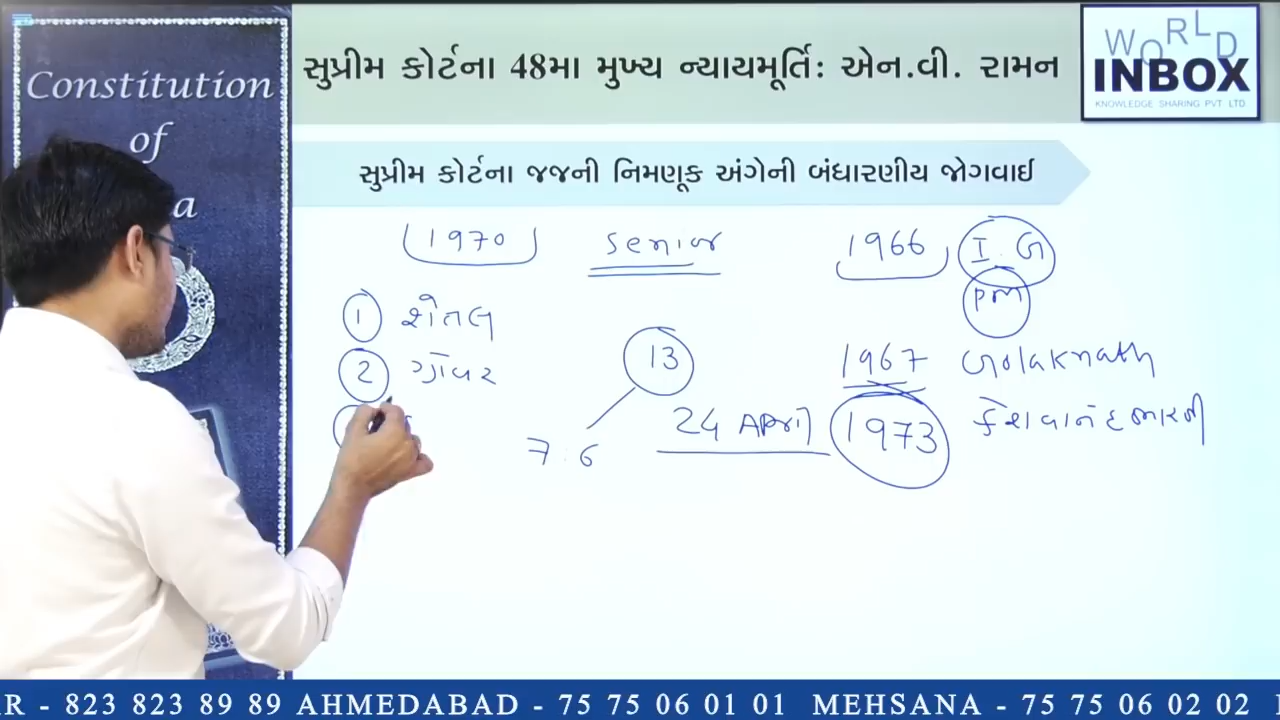 Constitution
of
a
સુપ્રીમ કોર્ટના 48મા મુખ્ય ન્યાયમૂર્તિઃ એન.વી. રામન
WORLD
INBOX
KNOWLEDGE SHARING PVT LTD
સુપ્રીમ કોર્ટના જજની નિમણૂક અંગેની બંધારણીય જોગવાઈ
1970 સિનીયર 1966 I.G
PM
1 શેલત
13
1967 Golaknath
2 ગ્રોવર
24 April 1973 કેશવાનંદ ભારતી
7:6
R - 823 823 89 89 AHMEDABAD - 75 75 06 01 01 MEHSANA - 75 75 06 02 02